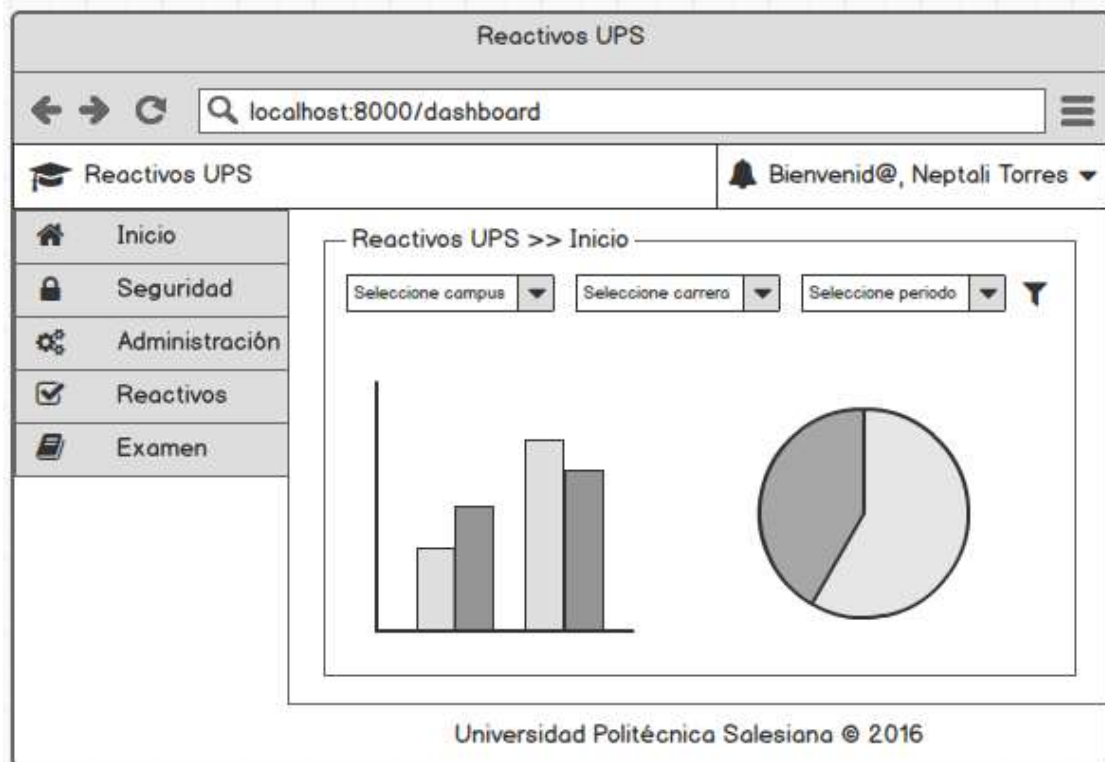 Reactivos UPS
localhost:8000/dashboard
Reactivos UPS
Bienvenid@, Neptali Torres
Inicio
Seguridad
Administración
Reactivos
Examen
Reactivos UPS >> Inicio
Seleccione campus
Seleccione carrera
Seleccione periodo
Universidad Politécnica Salesiana © 2016